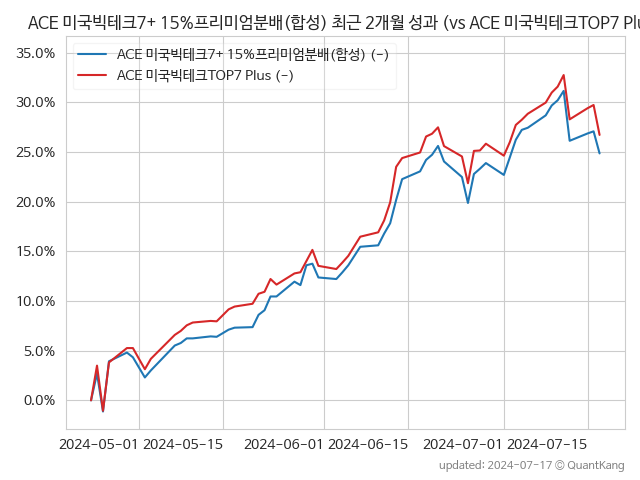 ACE 미국빅테크7+ 15%프리미엄분배(합성) 최근 2개월 성과 (vs ACE 미국빅테크TOP7 Plu
ACE 미국빅테크7+ 15%프리미엄분배(합성) (-)
ACE 미국빅테크TOP7 Plus (-)
35.0%
30.0%
25.0%
20.0%
15.0%
10.0%
5.0%
0.0%
2024-05-01 2024-05-15 2024-06-01 2024-06-15 2024-07-01 2024-07-15
updated: 2024-07-17 © QuantKang